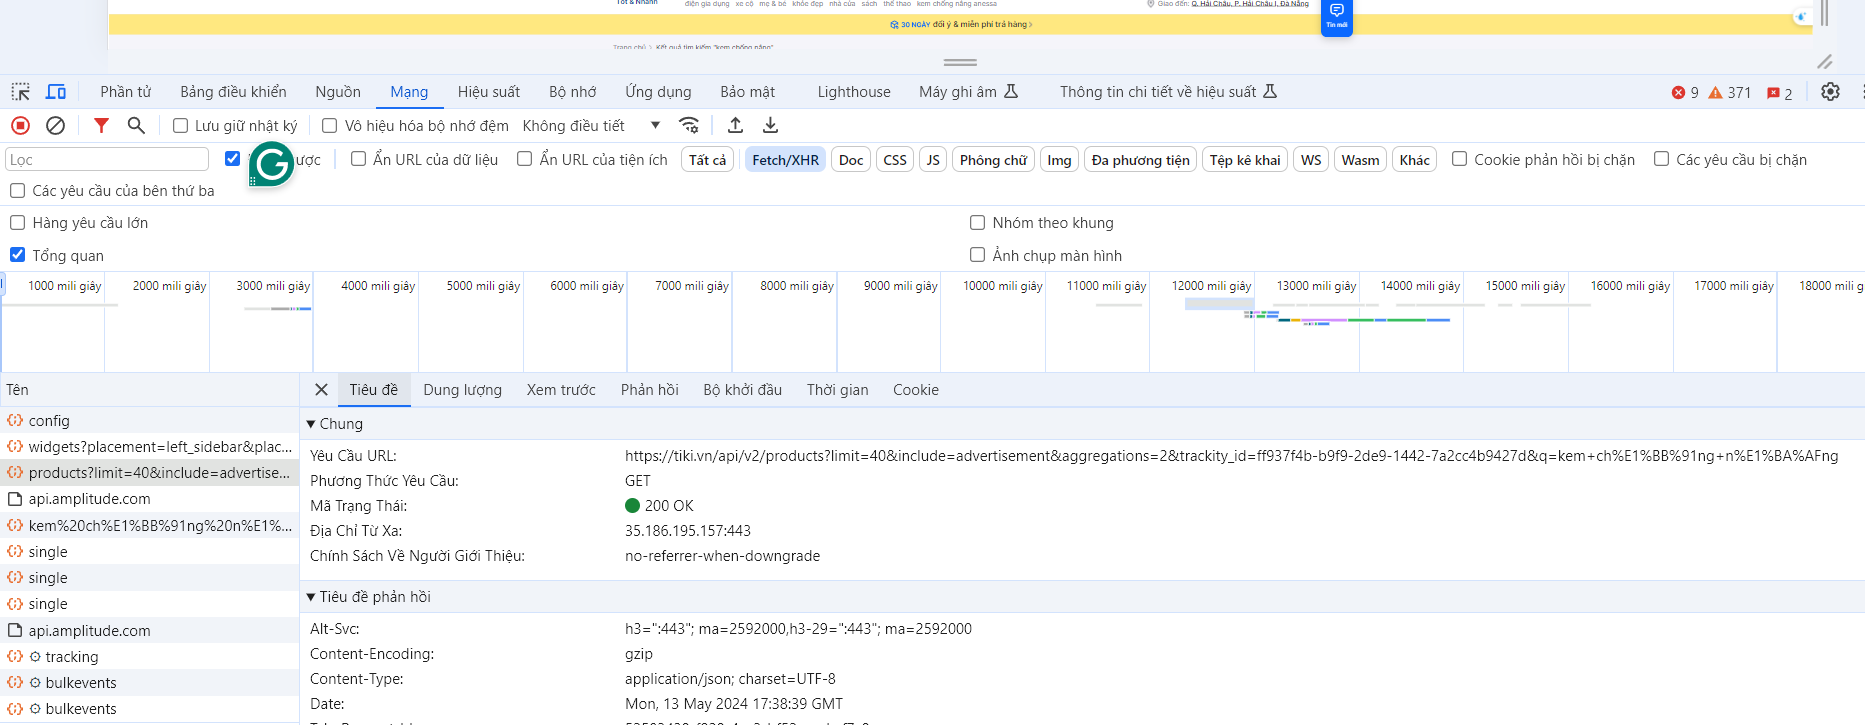 Tốt & Nhanh
điện gia dụng xe cộ mẹ & bé khỏe đẹp nhà cửa sách thể thao kem chống nắng anessa
Giao đến: Q. Hải Châu, P. Hải Châu I, Đà Nẵng
Tin mới
30 NGÀY đổi ý & miễn phí trả hàng >
Trang chủ > Kết quả tìm kiếm "kem chống nắng"
Phần tử Bảng điều khiển Nguồn Mạng Hiệu suất Bộ nhớ Ứng dụng Bảo mật Lighthouse Máy ghi âm Thông tin chi tiết về hiệu suất 9 371 2
Lưu giữ nhật ký Vô hiệu hóa bộ nhớ đệm Không điều tiết
Lọc ược Ẩn URL của dữ liệu Ẩn URL của tiện ích Tất cả Fetch/XHR Doc CSS JS Phông chữ Img Đa phương tiện Tệp kê khai WS Wasm Khác Cookie phản hồi bị chặn Các yêu cầu bị chặn
Các yêu cầu của bên thứ ba
Hàng yêu cầu lớn Nhóm theo khung
Tổng quan Ảnh chụp màn hình
1000 mili giây 2000 mili giây 3000 mili giây 4000 mili giây 5000 mili giây 6000 mili giây 7000 mili giây 8000 mili giây 9000 mili giây 10000 mili giây 11000 mili giây 12000 mili giây 13000 mili giây 14000 mili giây 15000 mili giây 16000 mili giây 17000 mili giây 18000 mili
Tên
config
widgets?placement=left_sidebar&plac...
products?limit=40&include=advertise...
api.amplitude.com
kem%20ch%E1%BB%91ng%20n%E1%...
single
single
single
api.amplitude.com
tracking
bulkevents
bulkevents
Tiêu đề Dung lượng Xem trước Phản hồi Bộ khởi đầu Thời gian Cookie
Chung
Yêu Cầu URL: https://tiki.vn/api/v2/products?limit=40&include=advertisement&aggregations=2&trackity_id=ff937f4b-b9f9-2de9-1442-7a2cc4b9427d&q=kem+ch%E1%BB%91ng+n%E1%BA%AFng
Phương Thức Yêu Cầu: GET
Mã Trạng Thái: 200 OK
Địa Chỉ Từ Xa: 35.186.195.157:443
Chính Sách Về Người Giới Thiệu: no-referrer-when-downgrade
Tiêu đề phản hồi
Alt-Svc: h3=":443"; ma=2592000,h3-29=":443"; ma=2592000
Content-Encoding: gzip
Content-Type: application/json; charset=UTF-8
Date: Mon, 13 May 2024 17:38:39 GMT